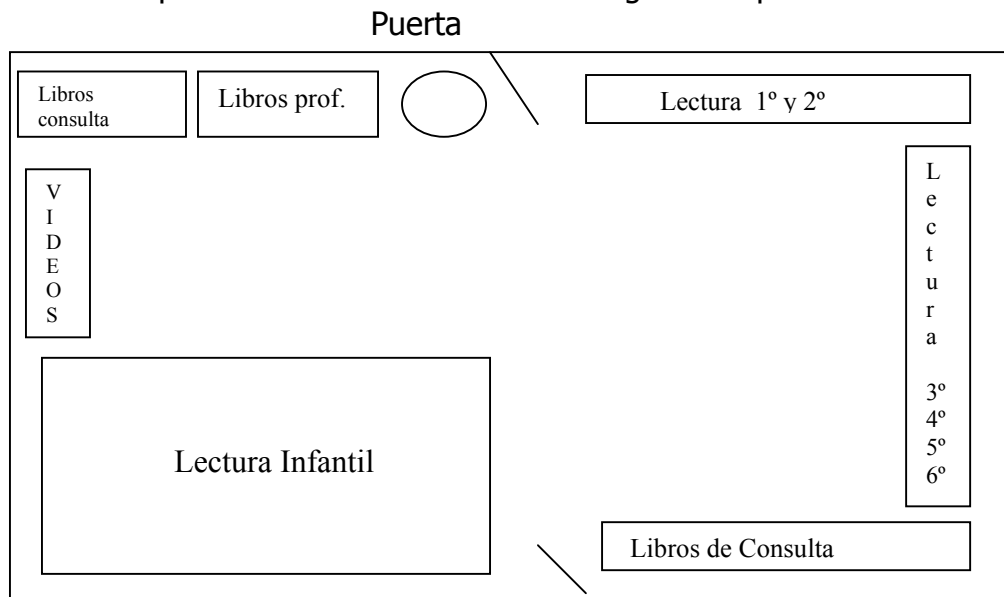 Puerta
Libros
consulta
Libros prof.
Lectura 1º y 2º
V
I
D
E
O
S
L
e
c
t
u
r
a
3º
4º
5º
6º
Lectura Infantil
Libros de Consulta